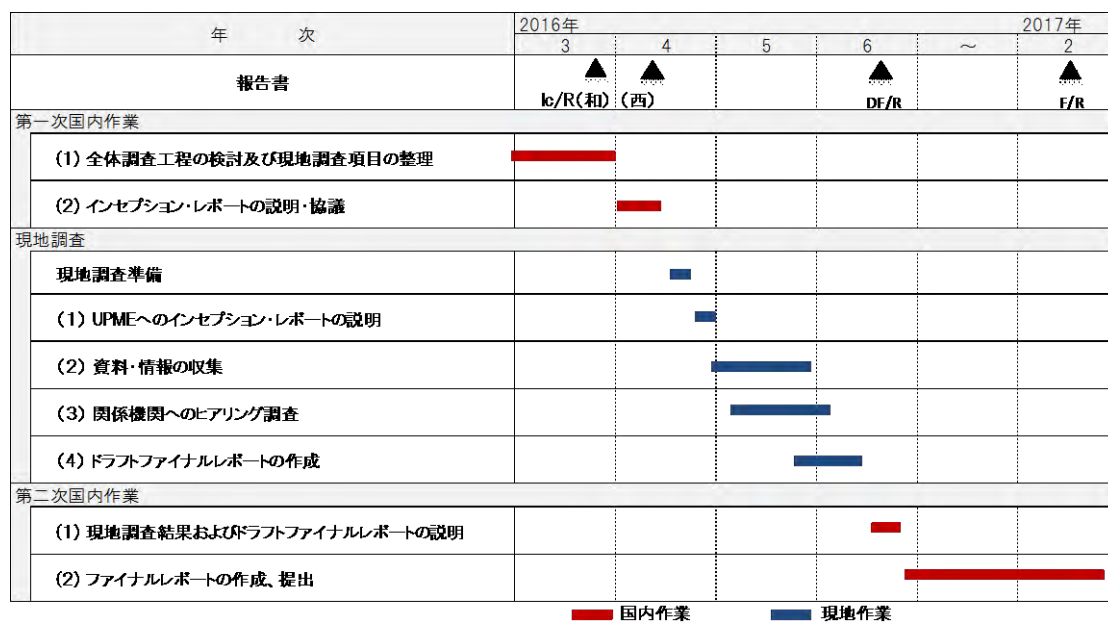 年 次
2016年 2017年
3 4 5 6 ～ 2
報告書
Ic/R(和) (西) DF/R F/R
第一次国内作業
(1) 全体調査工程の検討及び現地調査項目の整理
(2) インセプション・レポートの説明・協議
現地調査
現地調査準備
(1) UPMEへのインセプション・レポートの説明
(2) 資料・情報の収集
(3) 関係機関へのヒアリング調査
(4) ドラフトファイナルレポートの作成
第二次国内作業
(1) 現地調査結果およびドラフトファイナルレポートの説明
(2) ファイナルレポートの作成、提出
国内作業 現地作業